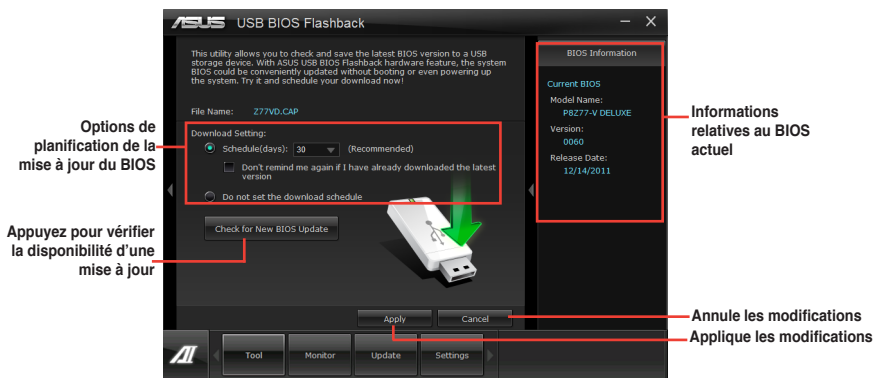 ASUS USB BIOS Flashback
This utility allows you to check and save the latest BIOS version to a USB
storage device. With ASUS USB BIOS Flashback hardware feature, the system
BIOS could be conveniently updated without booting or even powering up
the system. Try it and schedule your download now!
File Name: Z77VD.CAP
Download Setting:
Schedule(days): 30 (Recommended)
Don't remind me again if I have already downloaded the latest
version
Do not set the download schedule
Check for New BIOS Update
Apply
Cancel
BIOS Information
Current BIOS
Model Name:
P8Z77-V DELUXE
Version:
0060
Release Date:
12/14/2011
AI
Tool
Monitor
Update
Settings
Options de
planification de la
mise à jour du BIOS
Appuyez pour vérifier
la disponibilité d'une
mise à jour
Informations
relatives au BIOS
actuel
Annule les modifications
Applique les modifications